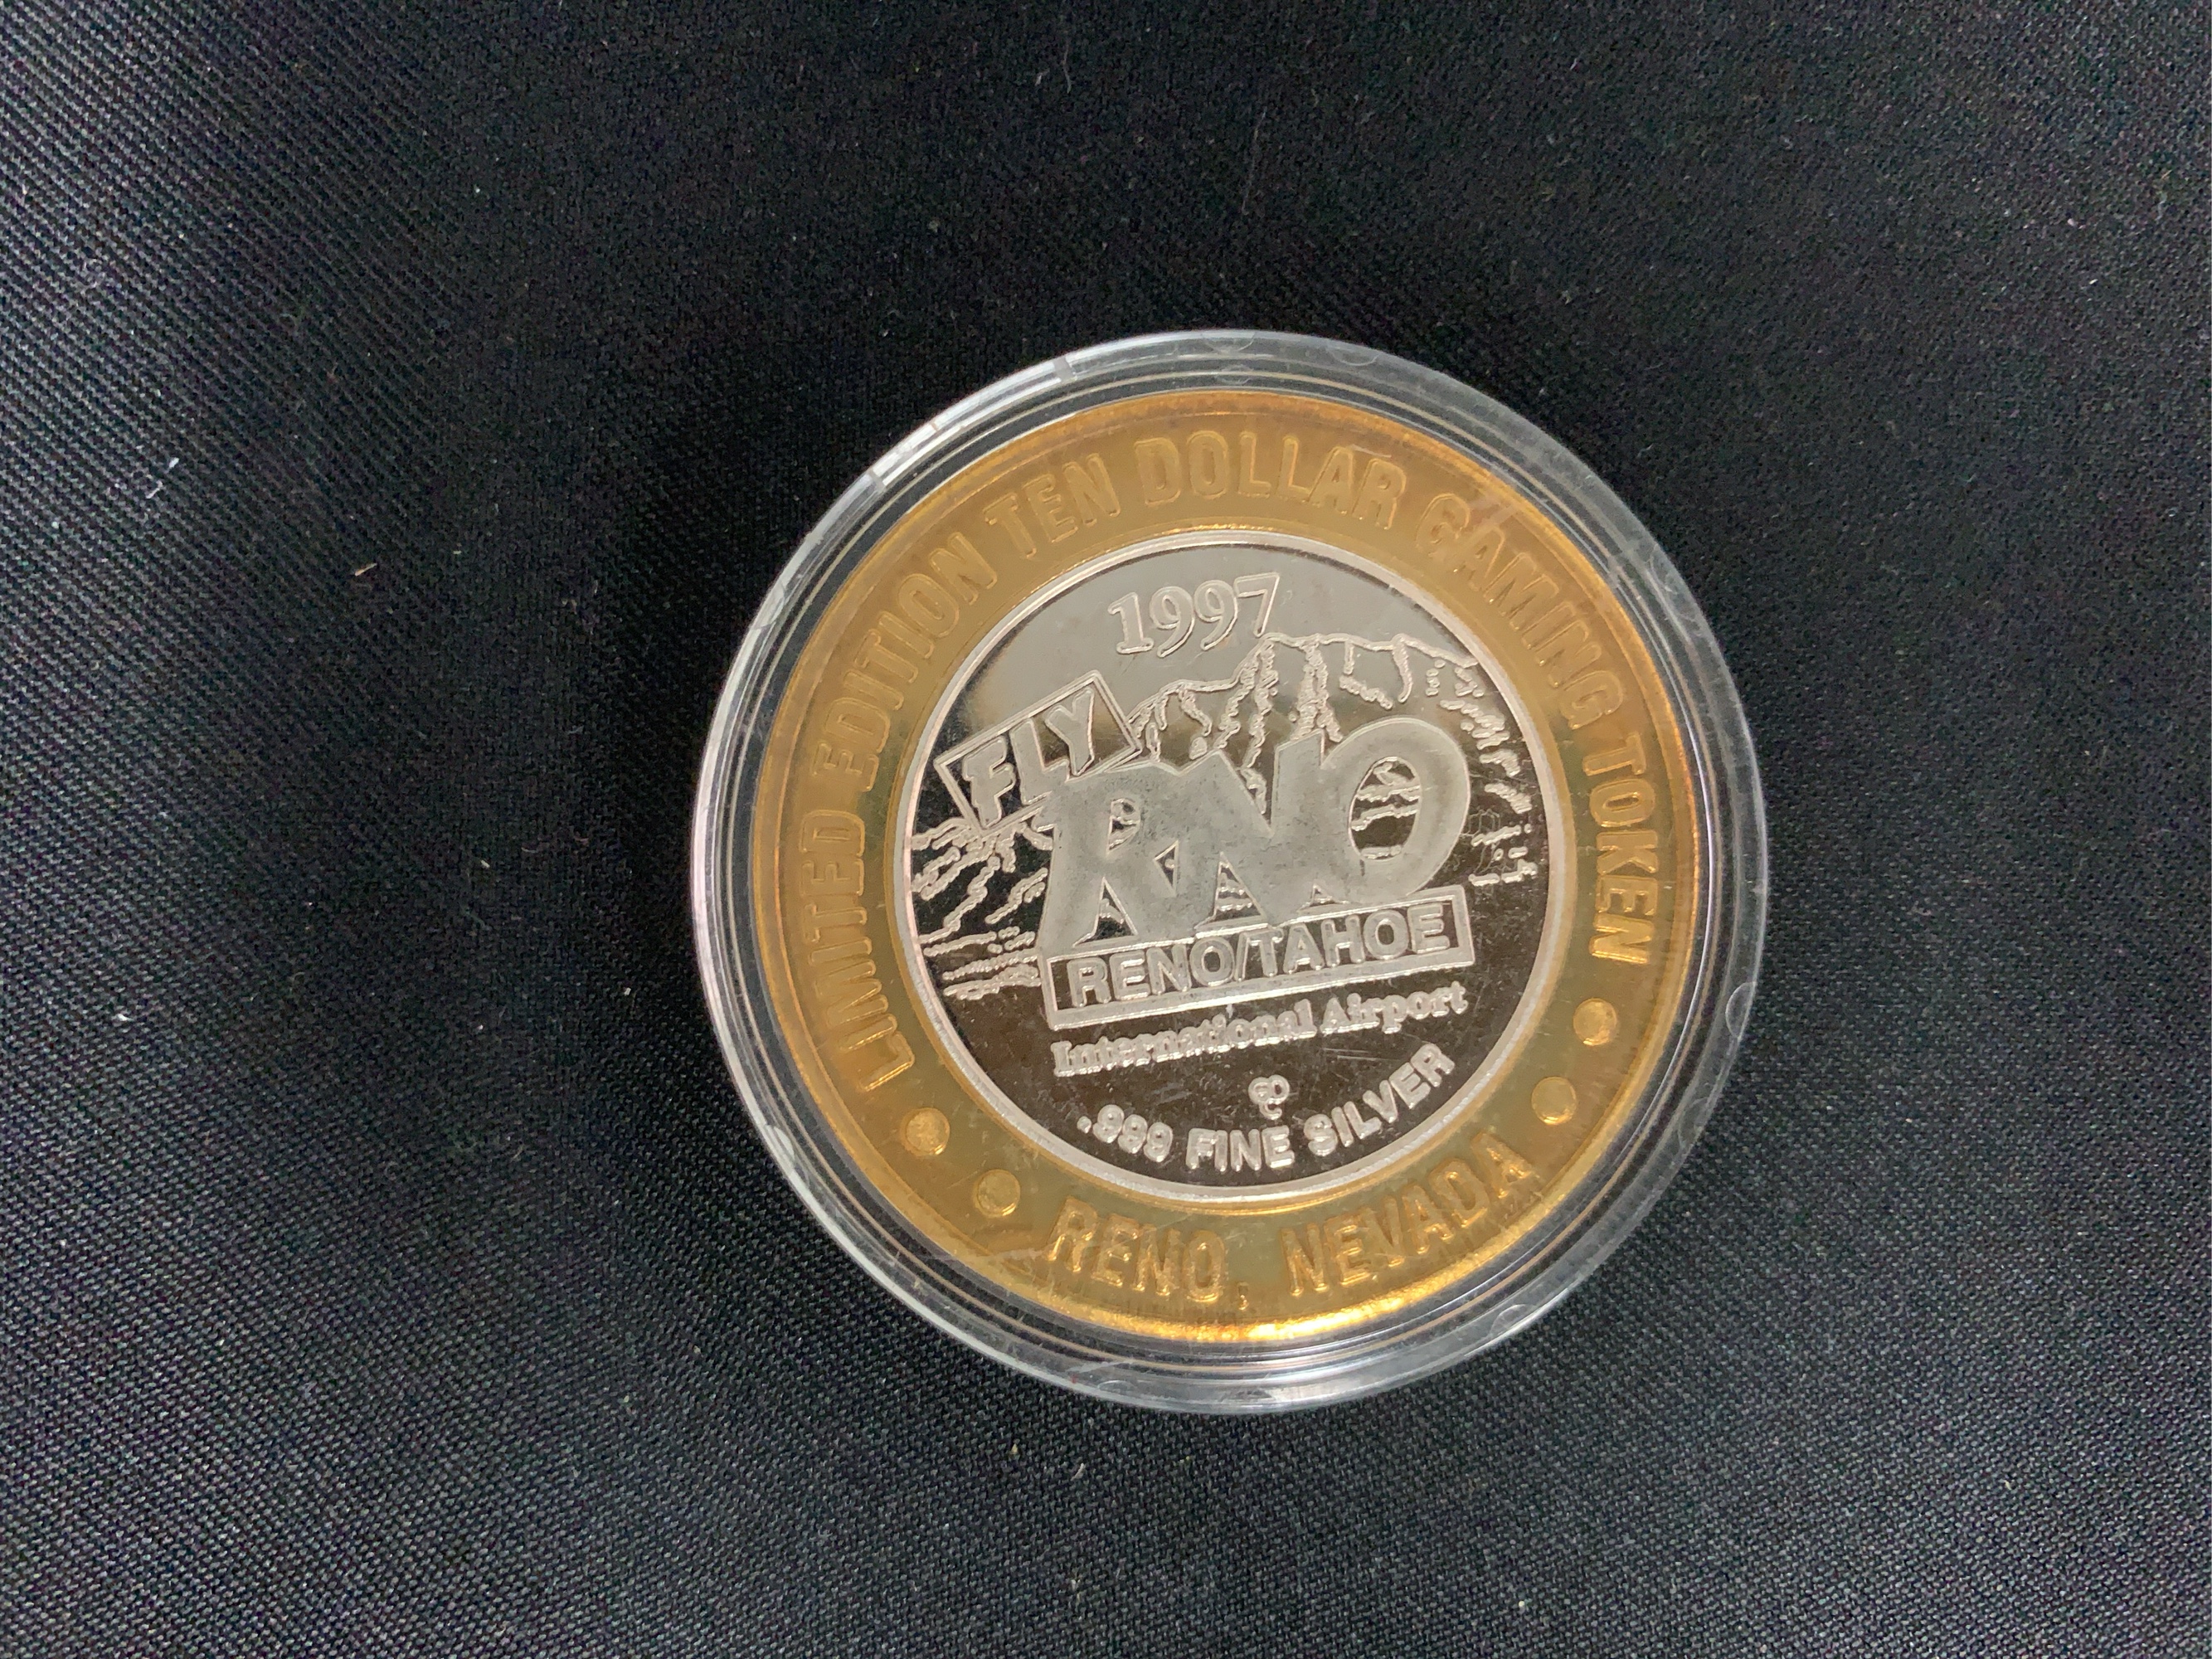 LIMITED EDITION TEN DOLLAR GAMING TOKEN
1997
FLY
RNO
RENO/TAHOE
International Airport
.999 FINE SILVER
RENO, NEVADA